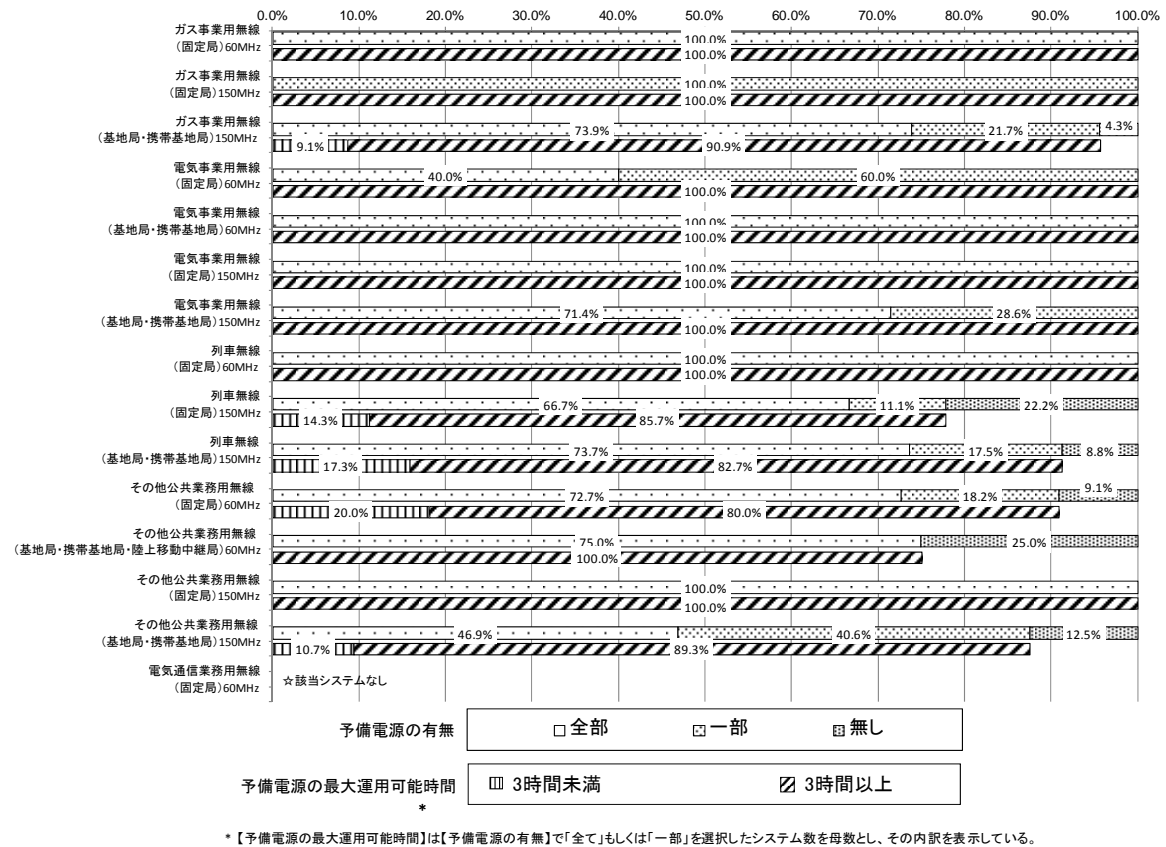 0.0% 10.0% 20.0% 30.0% 40.0% 50.0% 60.0% 70.0% 80.0% 90.0% 100.0%
ガス事業用無線
(固定局)60MHz
100.0%
100.0%
ガス事業用無線
(固定局)150MHz
100.0%
100.0%
ガス事業用無線
(基地局・携帯基地局)150MHz
73.9% 21.7% 4.3%
9.1% 90.9%
電気事業用無線
(固定局)60MHz
40.0% 60.0%
100.0%
電気事業用無線
(基地局・携帯基地局)60MHz
100.0%
100.0%
電気事業用無線
(固定局)150MHz
100.0%
100.0%
電気事業用無線
(基地局・携帯基地局)150MHz
71.4% 28.6%
100.0%
列車無線
(固定局)60MHz
100.0%
100.0%
列車無線
(固定局)150MHz
66.7% 11.1% 22.2%
14.3% 85.7%
列車無線
(基地局・携帯基地局)150MHz
73.7% 17.5% 8.8%
17.3% 82.7%
その他公共業務用無線
(固定局)60MHz
72.7% 18.2% 9.1%
20.0% 80.0%
その他公共業務用無線
(基地局・携帯基地局・陸上移動中継局)60MHz
75.0% 25.0%
100.0%
その他公共業務用無線
(固定局)150MHz
100.0%
100.0%
その他公共業務用無線
(基地局・携帯基地局)150MHz
46.9% 40.6% 12.5%
10.7% 89.3%
電気通信業務用無線
(固定局)60MHz
☆該当システムなし
予備電源の有無 全部 一部 無し
予備電源の最大運用可能時間 3時間未満 3時間以上
*
* 【予備電源の最大運用可能時間】は【予備電源の有無】で「全て」もしくは「一部」を選択したシステム数を母数とし、その内訳を表示している。